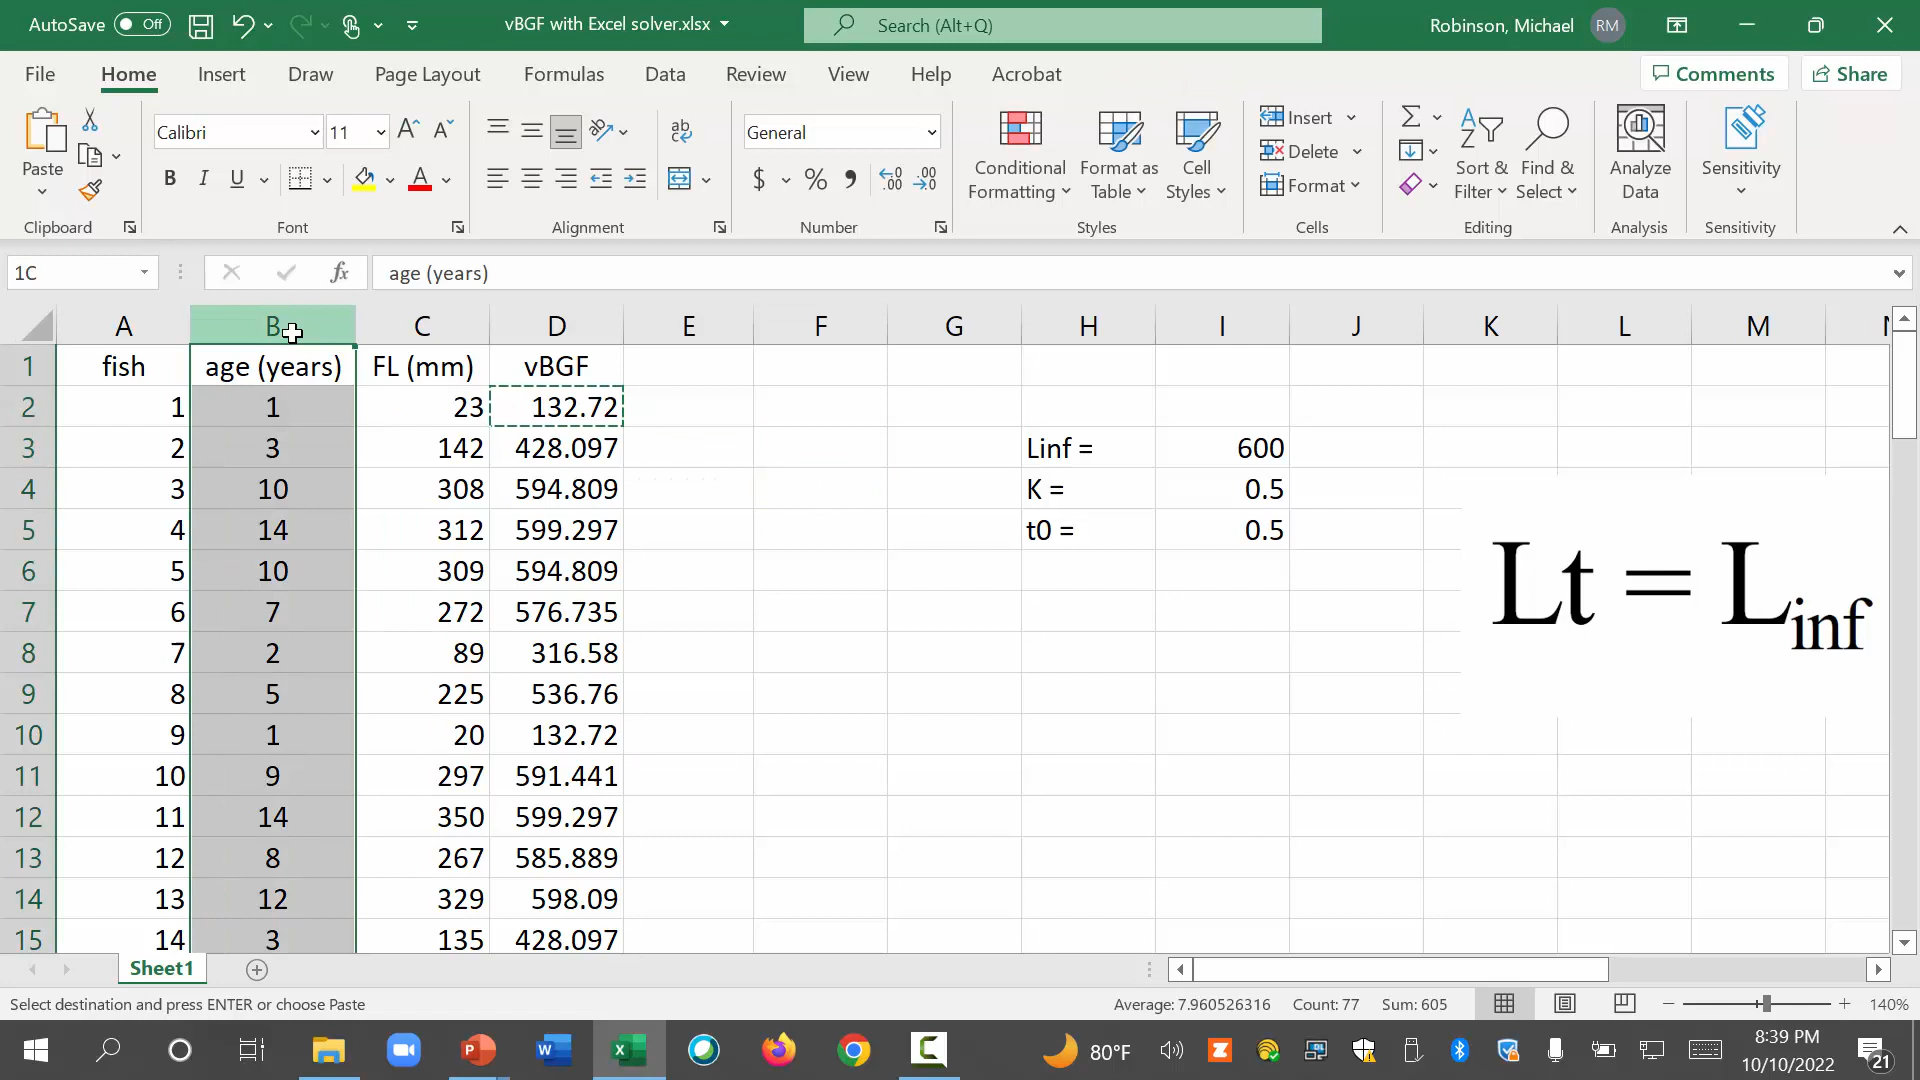 AutoSave Off vBGF with Excel solver.xlsx Search (Alt+Q) Robinson, Michael RM
File Home Insert Draw Page Layout Formulas Data Review View Help Acrobat Comments Share
Paste Calibri 11 B I U A ab General $ % 9 Conditional Formatting Format as Table Cell Styles Insert Delete Format Sort & Filter Find & Select Analyze Data Sensitivity
Clipboard Font Alignment Number Styles Cells Editing Analysis Sensitivity
1C fx age (years)
A B C D E F G H I J K L M
1 fish age (years) FL (mm) vBGF
2 1 1 23 132.72
3 2 3 142 428.097 Linf = 600
4 3 10 308 594.809 K = 0.5
5 4 14 312 599.297 t0 = 0.5
6 5 10 309 594.809
7 6 7 272 576.735
8 7 2 89 316.58
9 8 5 225 536.76
10 9 1 20 132.72
11 10 9 297 591.441
12 11 14 350 599.297
13 12 8 267 585.889
14 13 12 329 598.09
15 14 3 135 428.097
Lt = Linf
Sheet1
Select destination and press ENTER or choose Paste Average: 7.960526316 Count: 77 Sum: 605 140%
80°F 8:39 PM
10/10/2022 21